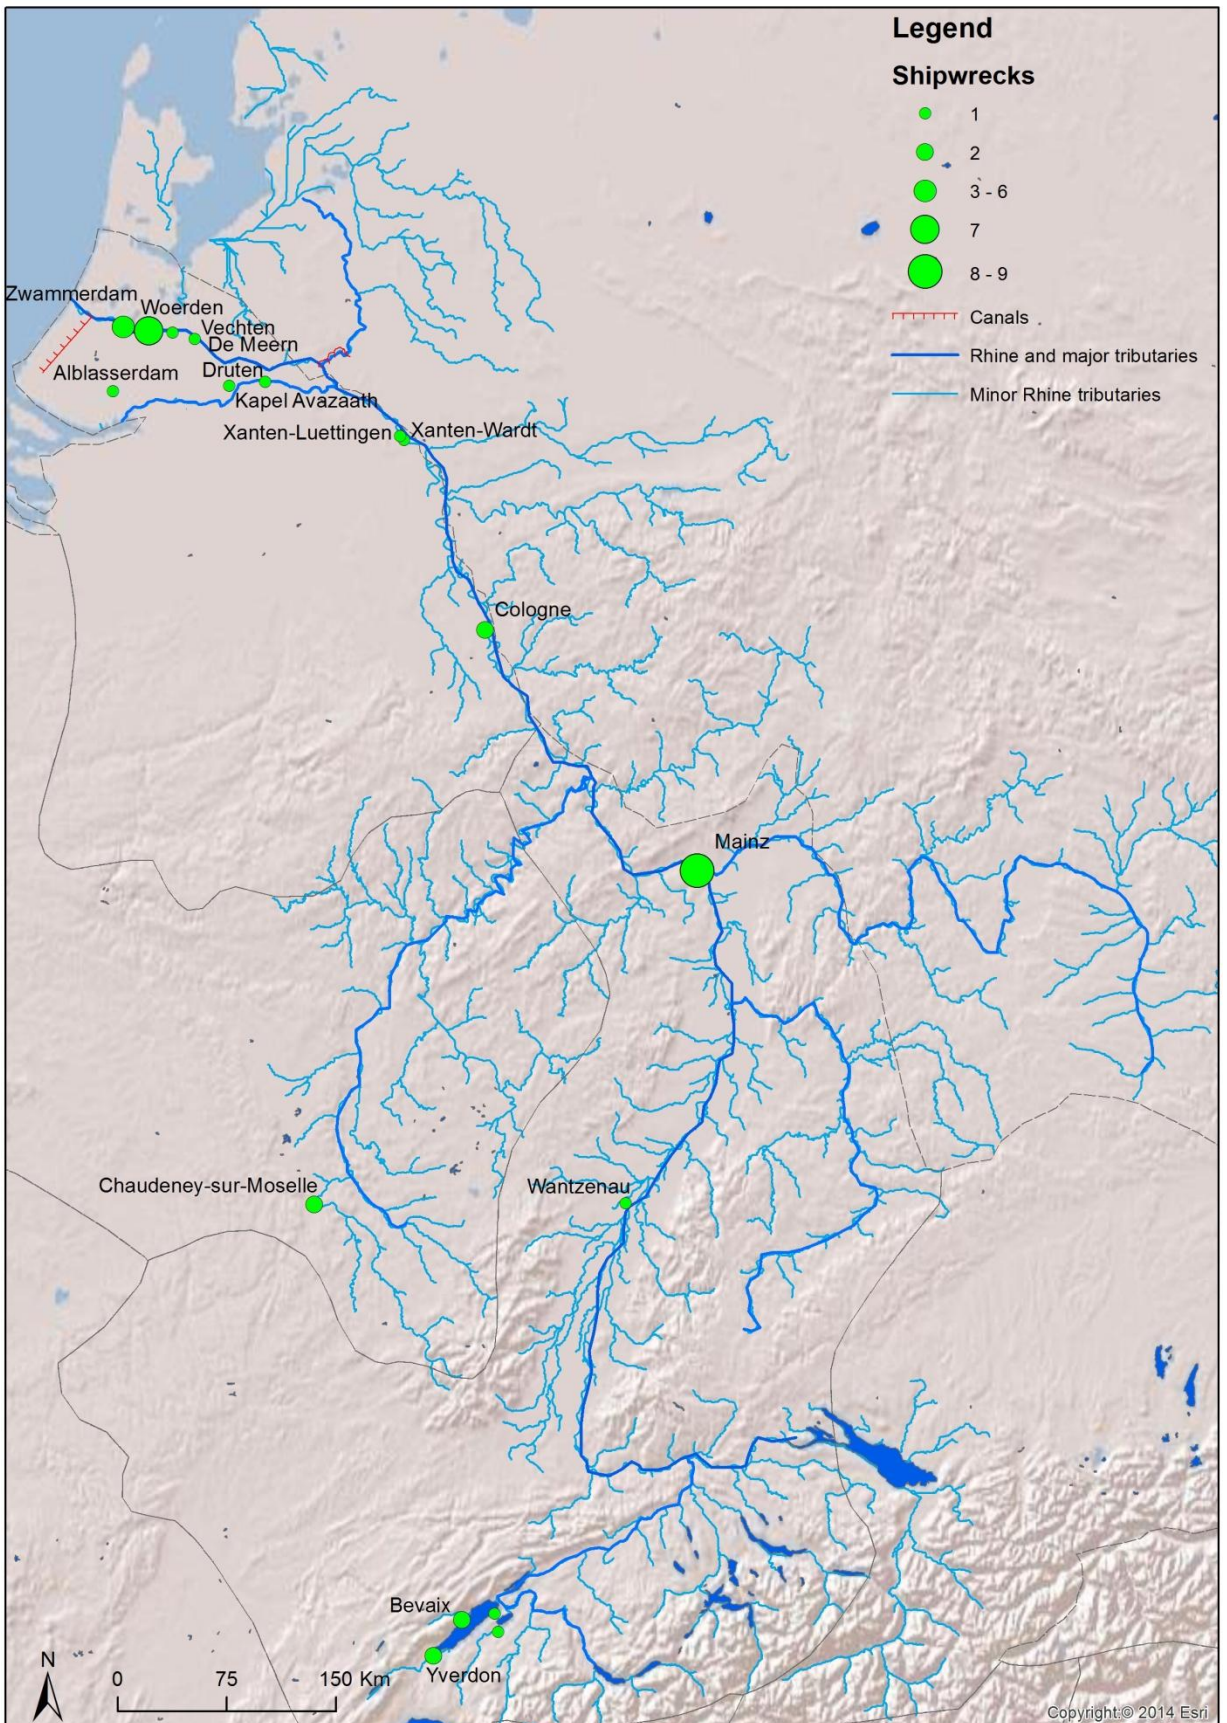 Legend
Shipwrecks
1
2
3 - 6
7
8 - 9
Canals
Rhine and major tributaries
Minor Rhine tributaries
Zwammerdam
Woerden
Vechten
De Meern
Alblasserdam
Druten
Kapel Avazaath
Xanten-Luettingen
Xanten-Wardt
Cologne
Mainz
Chaudeney-sur-Moselle
Wantzenau
Bevaix
Yverdon
N
0 75 150 Km
Copyright:© 2014 Esri